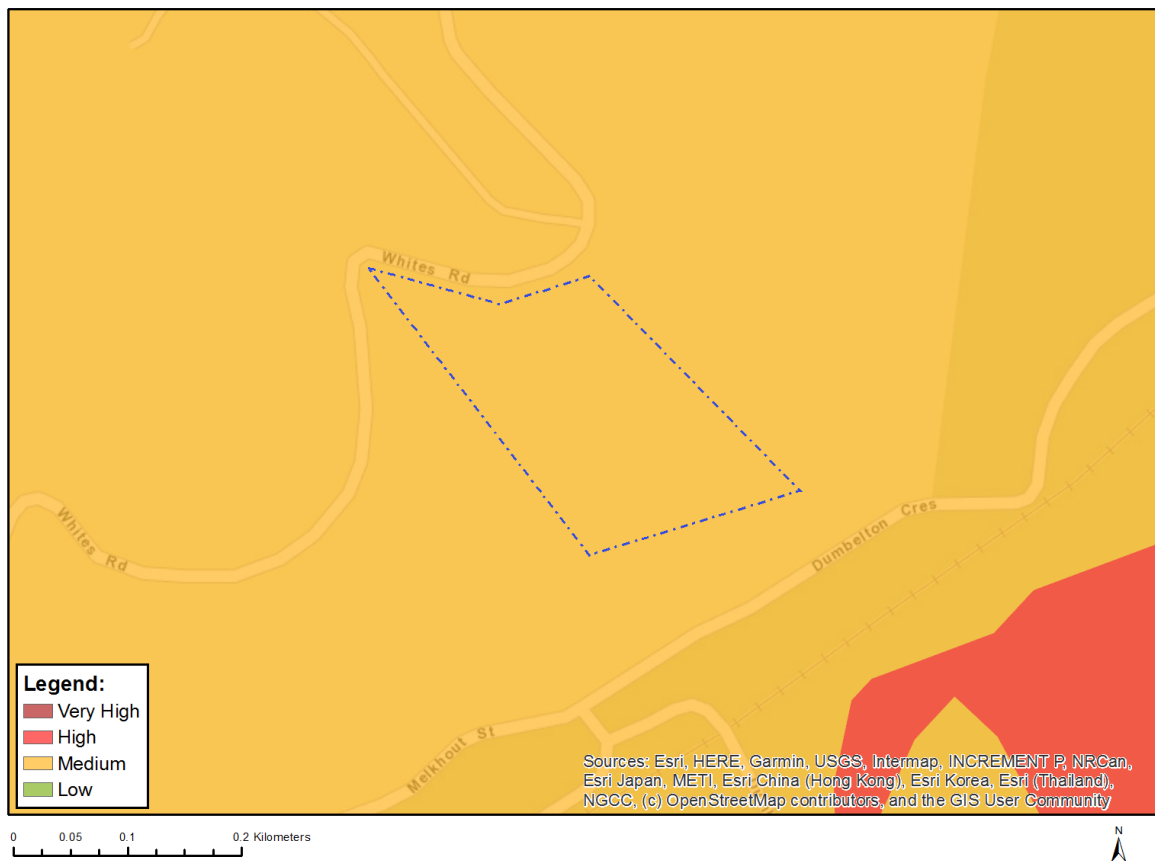 Whites Rd
Whites Rd
Dumbelton Cres
Melkhout St
Legend:
Very High
High
Medium
Low
Sources: Esri, HERE, Garmin, USGS, Intermap, INCREMENT P, NRCan,
Esri Japan, METI, Esri China (Hong Kong), Esri Korea, Esri (Thailand),
NGCC, (c) OpenStreetMap contributors, and the GIS User Community
0 0.05 0.1 0.2 Kilometers
N